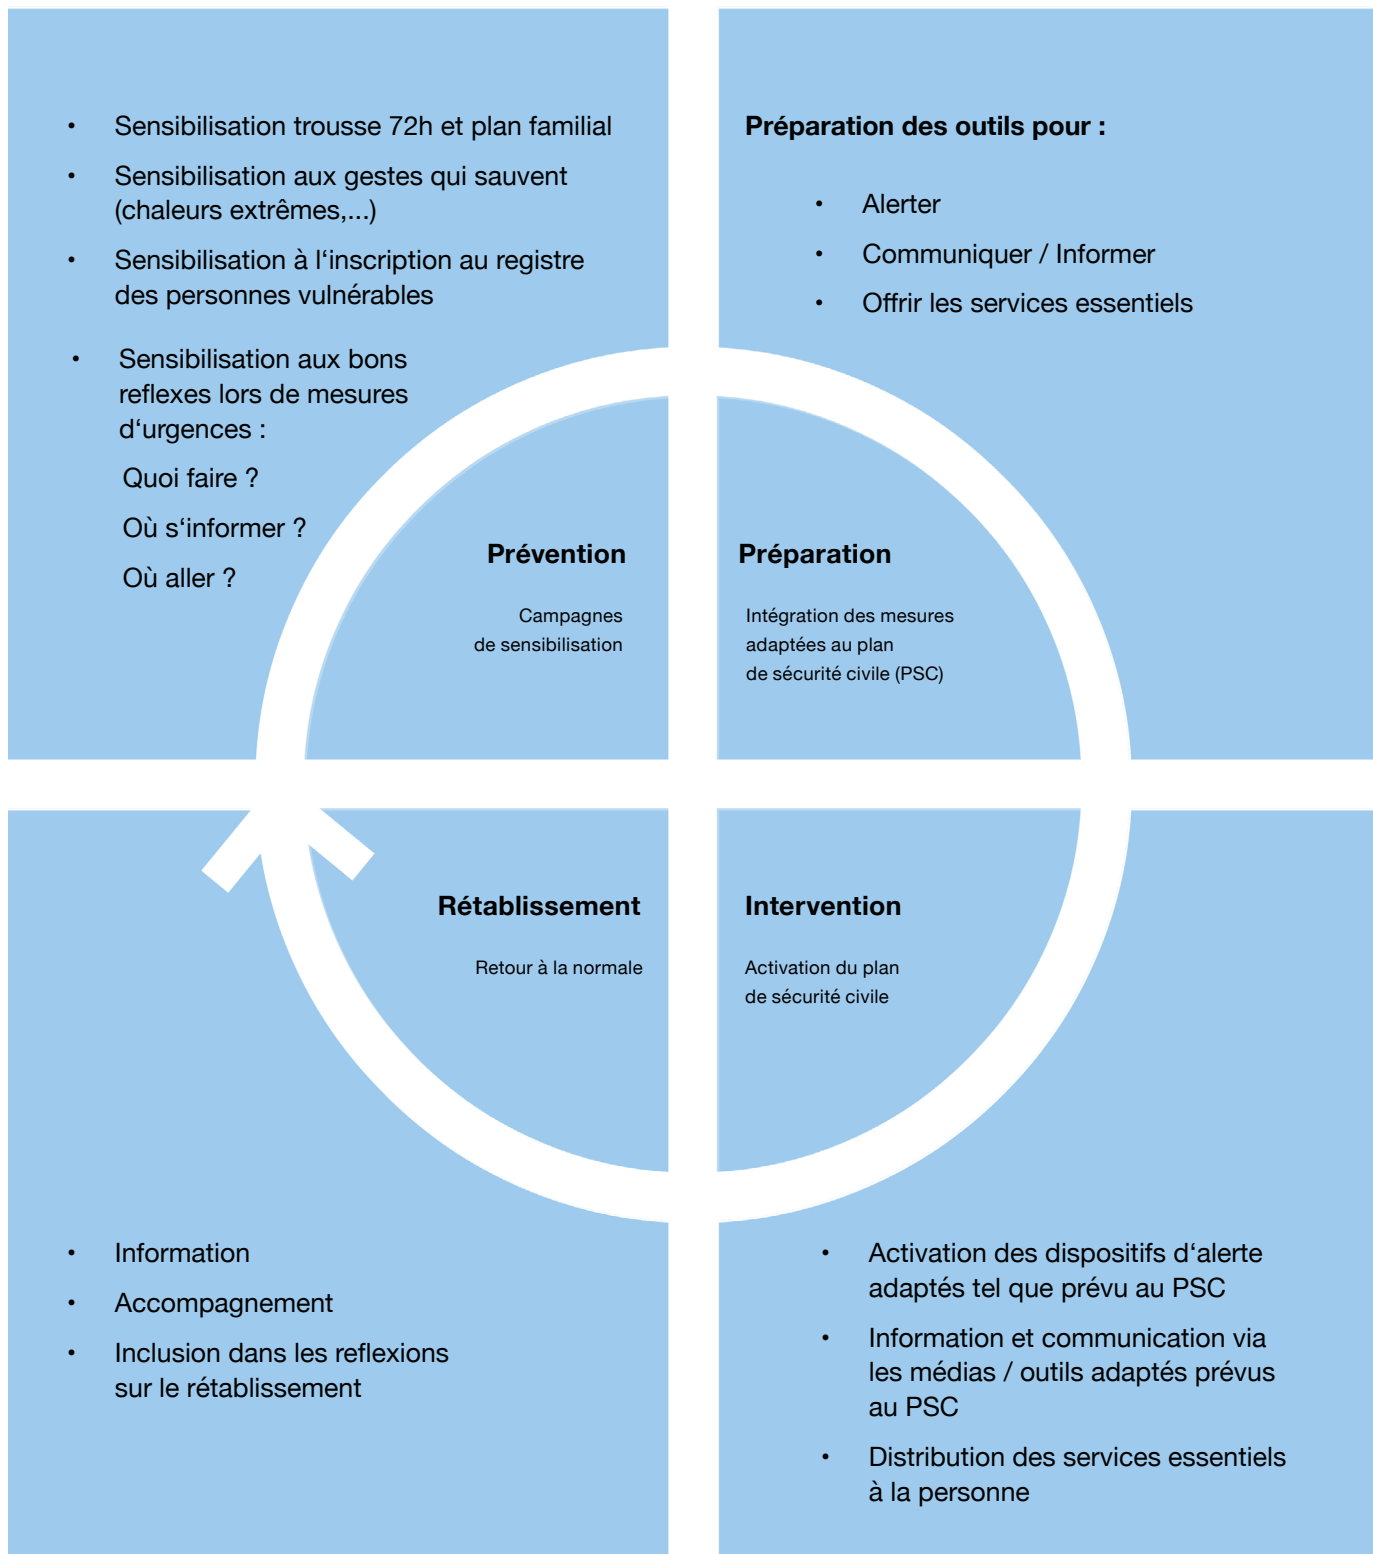 • Sensibilisation trousse 72h et plan familial
• Sensibilisation aux gestes qui sauvent
(chaleurs extrêmes,...)
• Sensibilisation à l‘inscription au registre
des personnes vulnérables
• Sensibilisation aux bons
reflexes lors de mesures
d‘urgences :
Quoi faire ?
Où s‘informer ?
Où aller ?
Prévention
Campagnes
de sensibilisation
Préparation des outils pour :
• Alerter
• Communiquer / Informer
• Offrir les services essentiels
Préparation
Intégration des mesures
adaptées au plan
de sécurité civile (PSC)
Rétablissement
Retour à la normale
• Information
• Accompagnement
• Inclusion dans les reflexions
sur le rétablissement
Intervention
Activation du plan
de sécurité civile
• Activation des dispositifs d‘alerte
adaptés tel que prévu au PSC
• Information et communication via
les médias / outils adaptés prévus
au PSC
• Distribution des services essentiels
à la personne